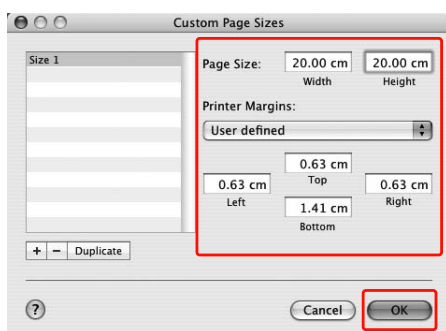 Custom Page Sizes
Size 1
Page Size: 20.00 cm 20.00 cm
Width Height
Printer Margins:
User defined
0.63 cm
Top
0.63 cm 0.63 cm
Left Right
1.41 cm
Bottom
+ − Duplicate
? Cancel OK